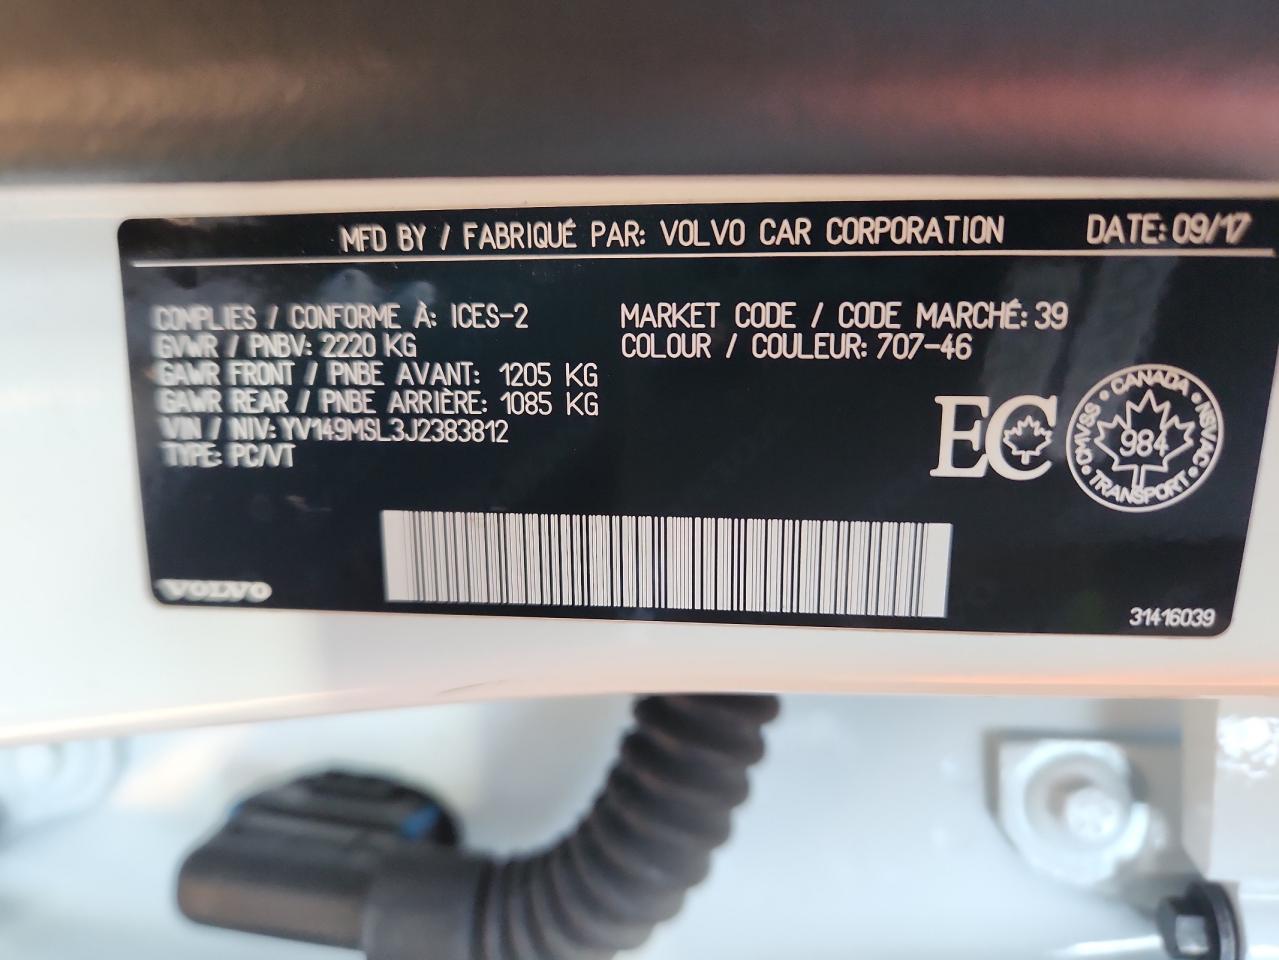 MFD BY / FABRIQUÉ PAR: VOLVO CAR CORPORATION DATE: 09/17
COMPLIES / CONFORME À: ICES-2
GVWR / PNBV: 2220 KG
GAWR FRONT / PNBE AVANT: 1205 KG
GAWR REAR / PNBE ARRIÈRE: 1085 KG
VIN / NIV: YV149MSL3J2383812
TYPE: PC/VT
MARKET CODE / CODE MARCHÉ: 39
COLOUR / COULEUR: 707-46
EC
CANADA
CMVSS • NSVAC
984
TRANSPORT
VOLVO
31416039